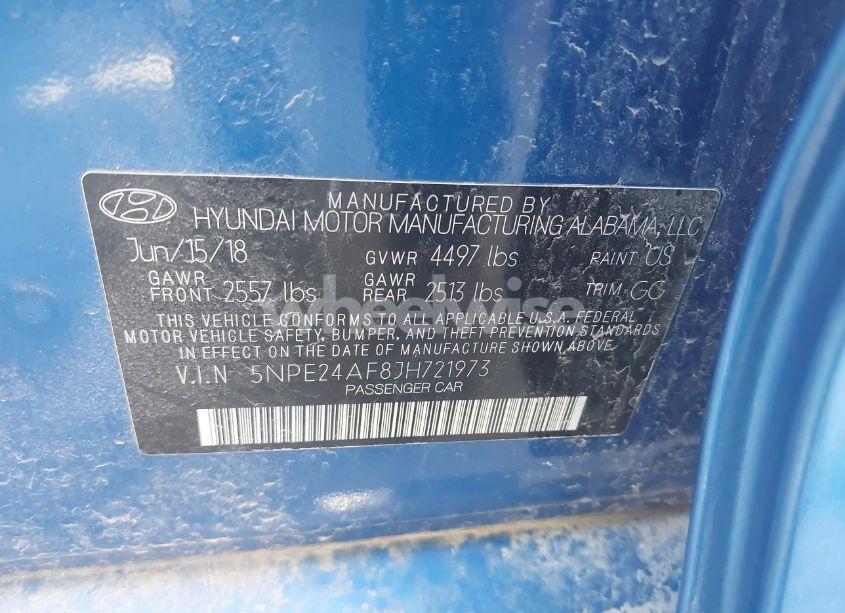 MANUFACTURED BY
HYUNDAI MOTOR MANUFACTURING ALABAMA, LLC
Jun/15/18 GVWR 4497 lbs PAINT US
GAWR FRONT 2557 lbs GAWR REAR 2513 lbs TRIM GG
THIS VEHICLE CONFORMS TO ALL APPLICABLE U.S.A. FEDERAL
MOTOR VEHICLE SAFETY, BUMPER, AND THEFT PREVENTION STANDARDS
IN EFFECT ON THE DATE OF MANUFACTURE SHOWN ABOVE.
V.I.N 5NPE24AF8JH721973
PASSENGER CAR